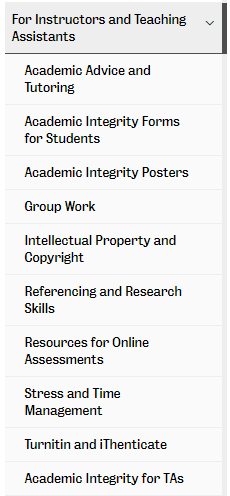 For Instructors and Teaching
Assistants
Academic Advice and
Tutoring
Academic Integrity Forms
for Students
Academic Integrity Posters
Group Work
Intellectual Property and
Copyright
Referencing and Research
Skills
Resources for Online
Assessments
Stress and Time
Management
Turnitin and iThenticate
Academic Integrity for TAs